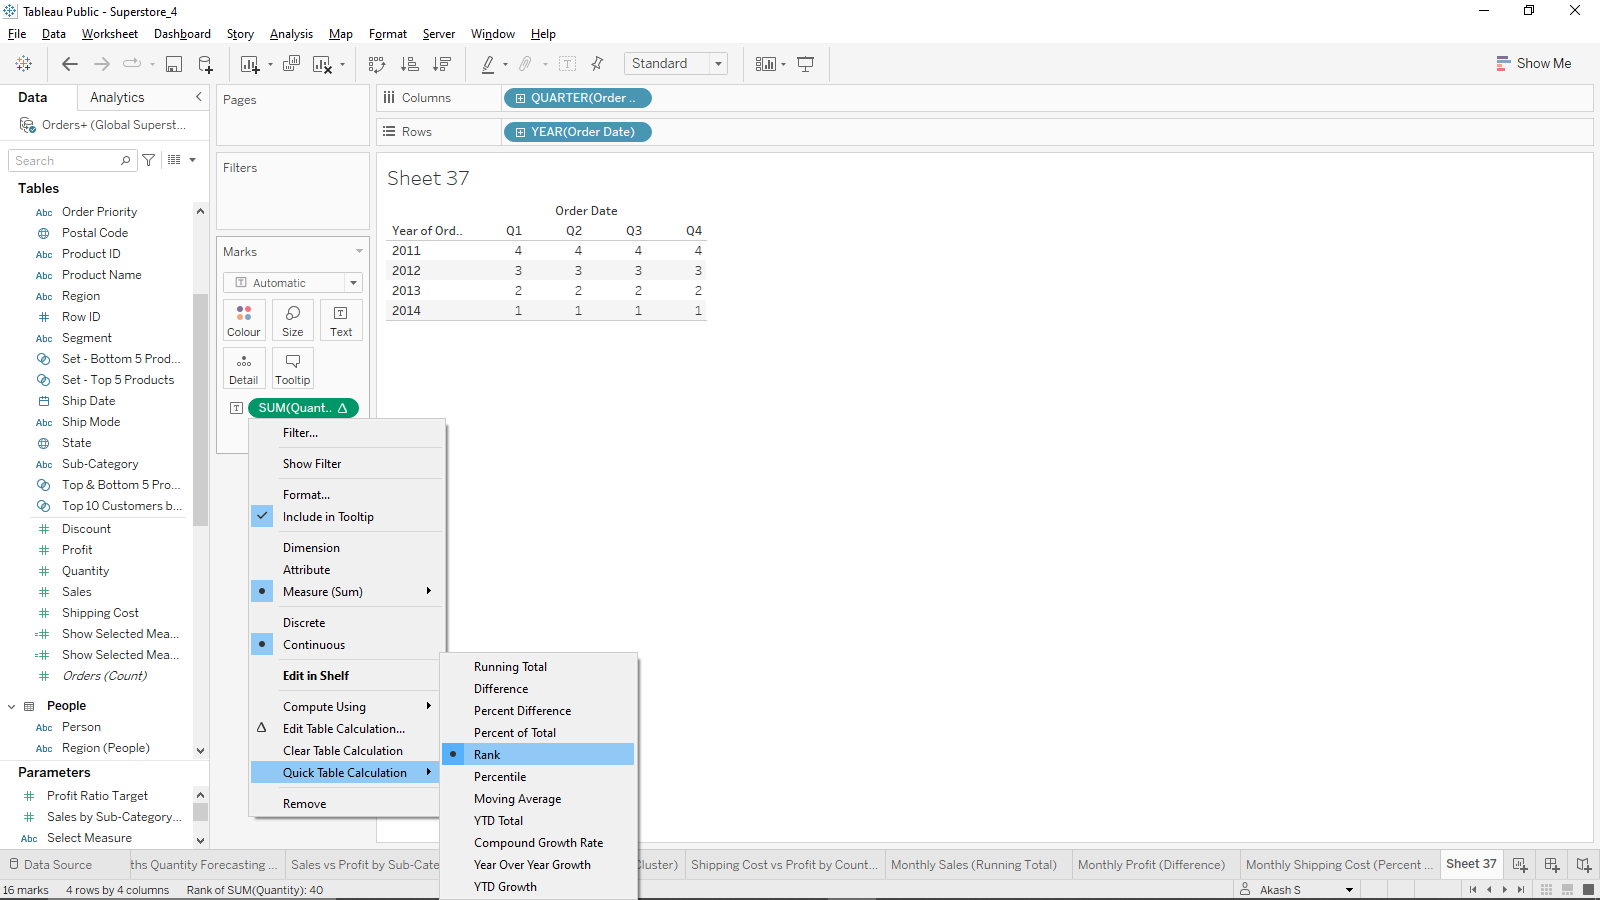 Tableau Public - Superstore_4
File Data Worksheet Dashboard Story Analysis Map Format Server Window Help
Standard
Show Me
Data Analytics
Orders+ (Global Superst...
Search
Tables
Abc Order Priority
Postal Code
Abc Product ID
Abc Product Name
Abc Region
# Row ID
Abc Segment
Set - Bottom 5 Prod...
Set - Top 5 Products
Ship Date
Abc Ship Mode
State
Abc Sub-Category
Top & Bottom 5 Pro...
Top 10 Customers b...
# Discount
# Profit
# Quantity
# Sales
# Shipping Cost
=# Show Selected Mea...
=# Show Selected Mea...
# Orders (Count)
People
Abc Person
Abc Region (People)
Parameters
# Profit Ratio Target
# Sales by Sub-Category...
Abc Select Measure
Pages
Filters
Marks
T Automatic
Colour Size Text
Detail Tooltip
T SUM(Quant.. Δ
Columns QUARTER(Order ..
Rows YEAR(Order Date)
Sheet 37
Order Date
Year of Ord.. Q1 Q2 Q3 Q4
2011 4 4 4 4
2012 3 3 3 3
2013 2 2 2 2
2014 1 1 1 1
Filter...
Show Filter
Format...
Include in Tooltip
Dimension
Attribute
Measure (Sum)
Discrete
Continuous
Edit in Shelf
Compute Using
Δ Edit Table Calculation...
Clear Table Calculation
Quick Table Calculation
Remove
Running Total
Difference
Percent Difference
Percent of Total
Rank
Percentile
Moving Average
YTD Total
Compound Growth Rate
Year Over Year Growth
YTD Growth
Data Source ths Quantity Forecasting ... Sales vs Profit by Sub-Cate Cluster) Shipping Cost vs Profit by Count... Monthly Sales (Running Total) Monthly Profit (Difference) Monthly Shipping Cost (Percent ... Sheet 37
16 marks 4 rows by 4 columns Rank of SUM(Quantity): 40 Akash S